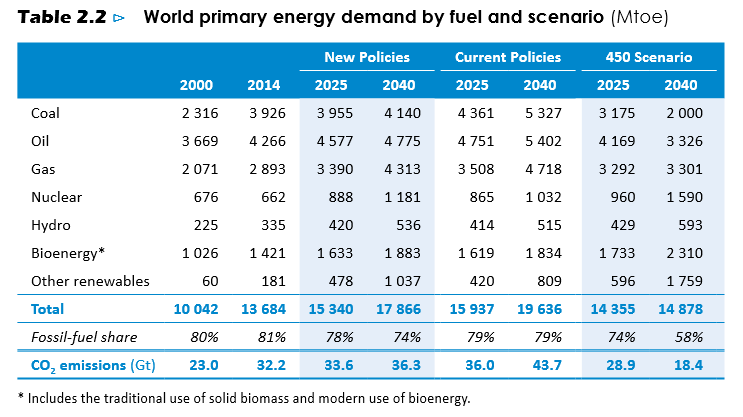 Table 2.2 ▷ World primary energy demand by fuel and scenario (Mtoe)
New Policies Current Policies 450 Scenario
2000 2014 2025 2040 2025 2040 2025 2040
Coal 2 316 3 926 3 955 4 140 4 361 5 327 3 175 2 000
Oil 3 669 4 266 4 577 4 775 4 751 5 402 4 169 3 326
Gas 2 071 2 893 3 390 4 313 3 508 4 718 3 292 3 301
Nuclear 676 662 888 1 181 865 1 032 960 1 590
Hydro 225 335 420 536 414 515 429 593
Bioenergy* 1 026 1 421 1 633 1 883 1 619 1 834 1 733 2 310
Other renewables 60 181 478 1 037 420 809 596 1 759
Total 10 042 13 684 15 340 17 866 15 937 19 636 14 355 14 878
Fossil-fuel share 80% 81% 78% 74% 79% 79% 74% 58%
CO₂ emissions (Gt) 23.0 32.2 33.6 36.3 36.0 43.7 28.9 18.4
* Includes the traditional use of solid biomass and modern use of bioenergy.